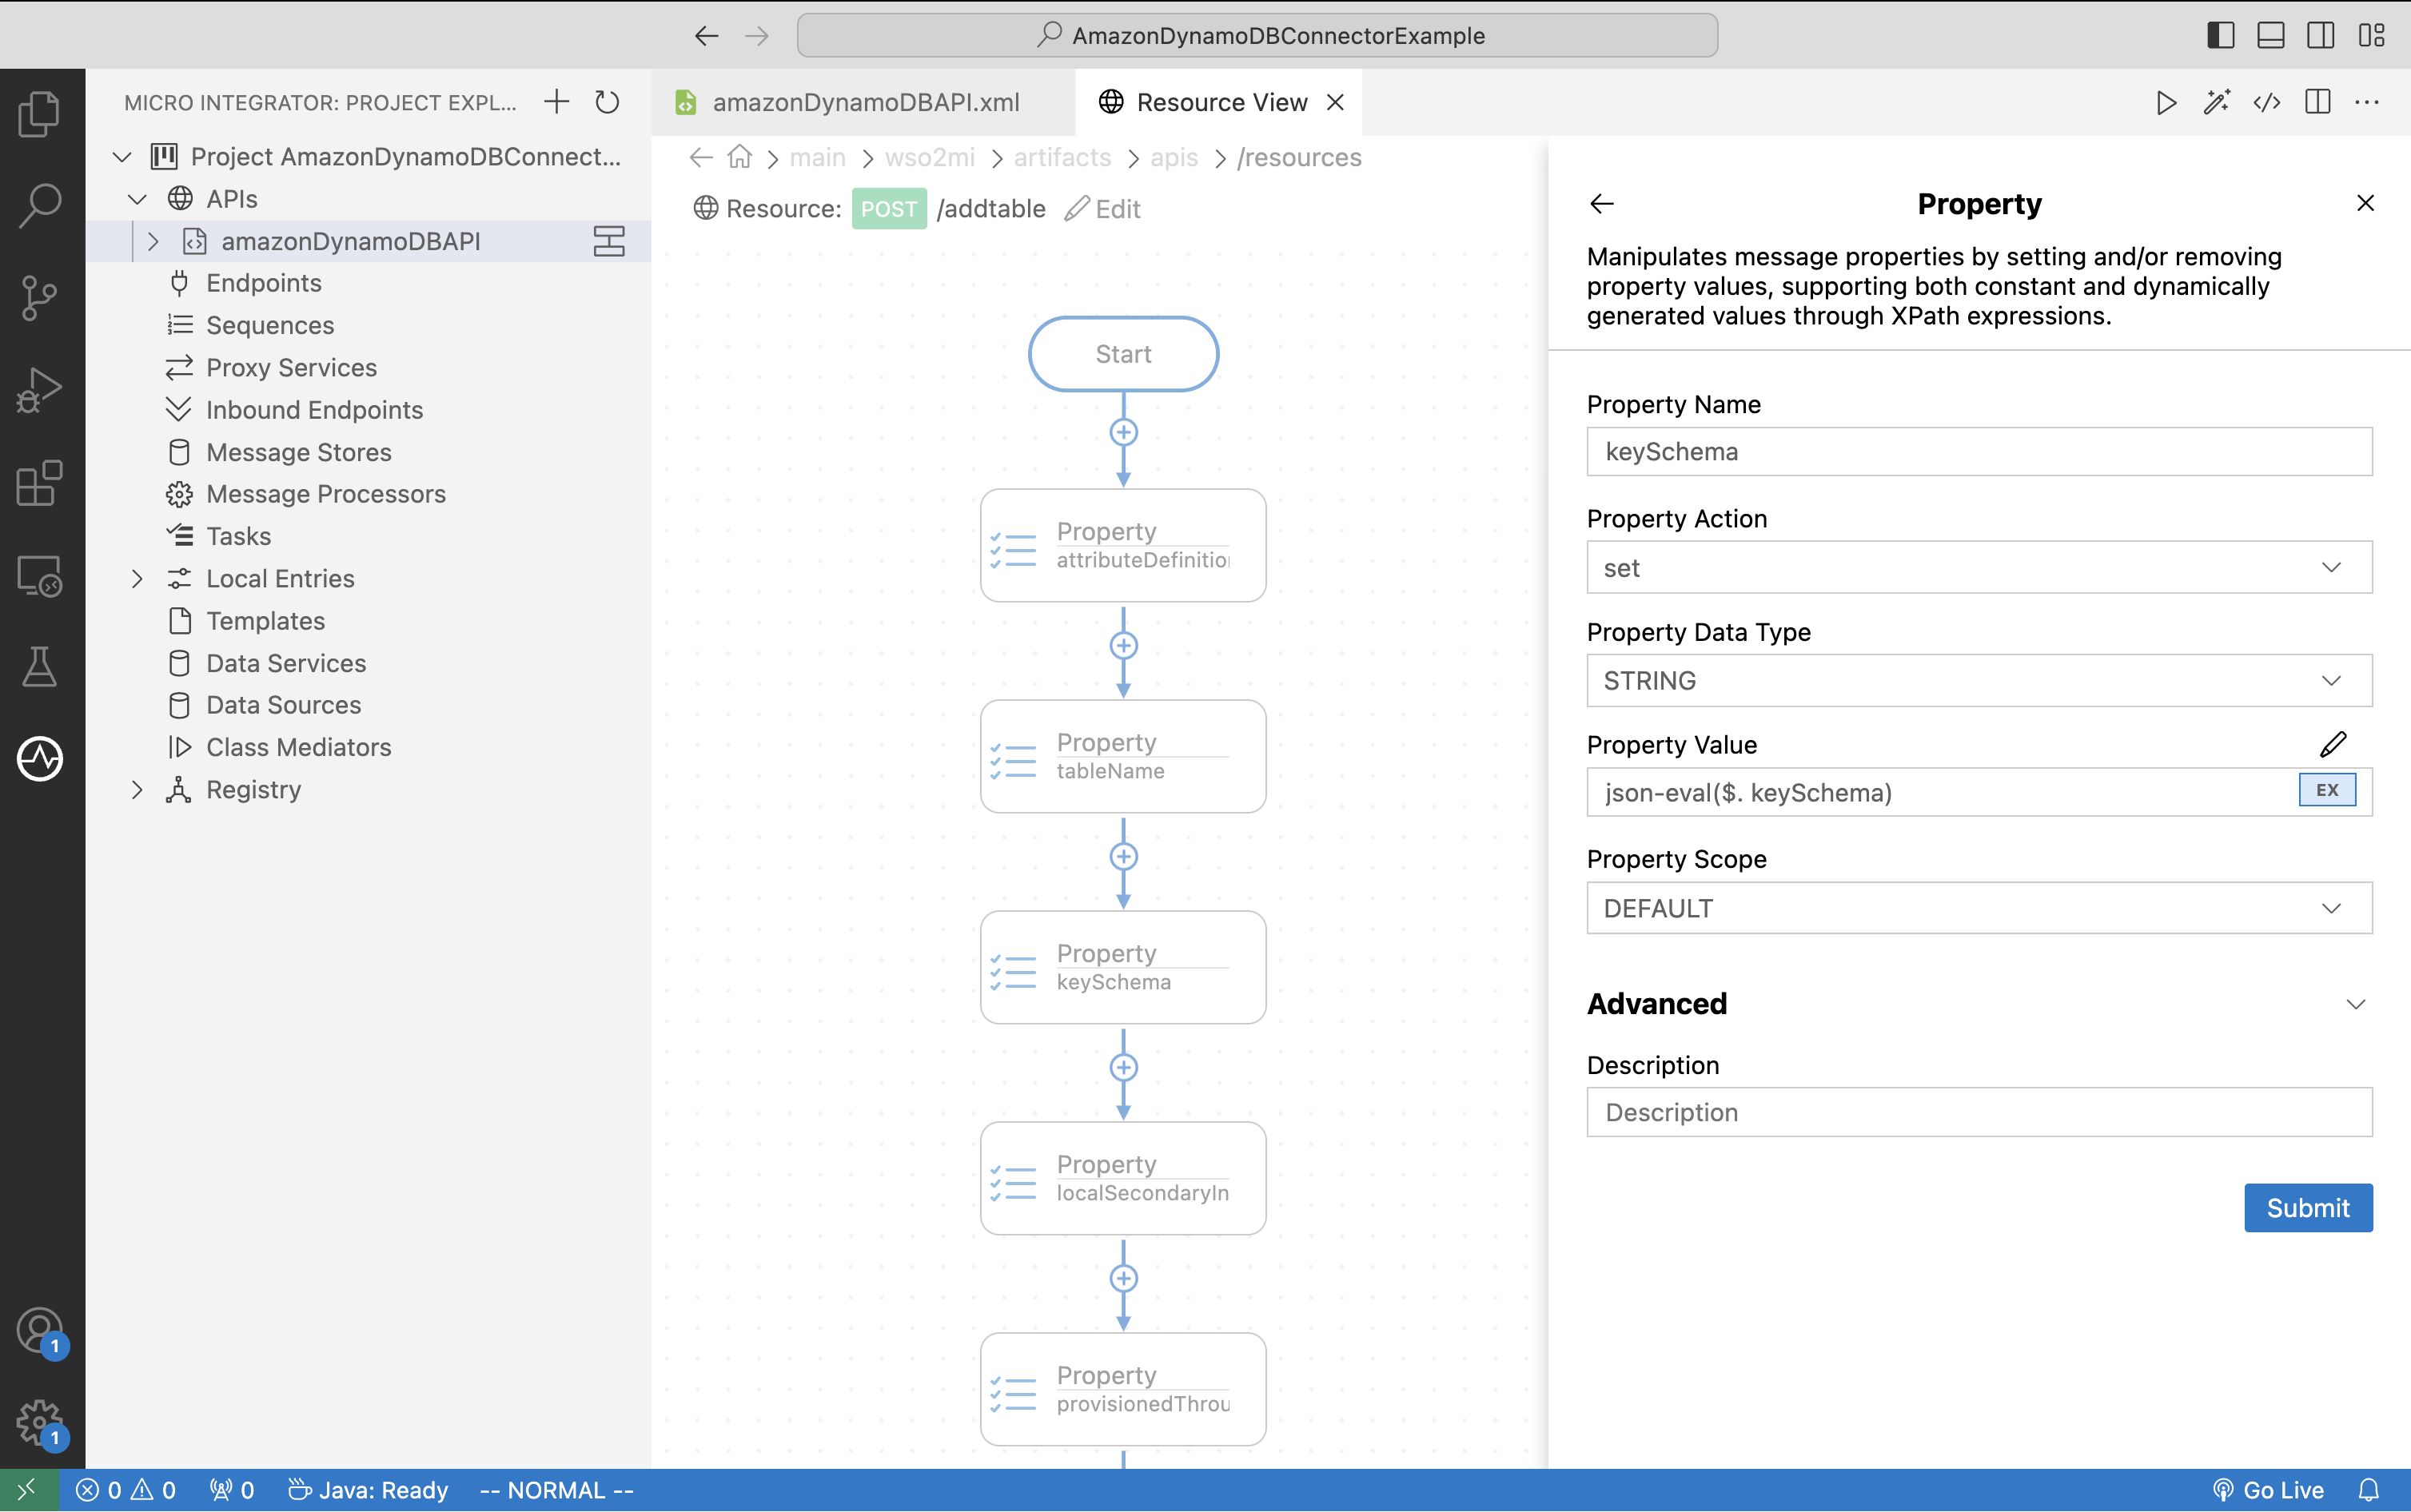 AmazonDynamoDBConnectorExample
MICRO INTEGRATOR: PROJECT EXPL...
Project AmazonDynamoDBConnect...
APIs
amazonDynamoDBAPI
Endpoints
Sequences
Proxy Services
Inbound Endpoints
Message Stores
Message Processors
Tasks
Local Entries
Templates
Data Services
Data Sources
Class Mediators
Registry
1
1
amazonDynamoDBAPI.xml
Resource View
main > wso2mi > artifacts > apis > /resources
Resource: POST /addtable Edit
Start
Property
attributeDefinition
Property
tableName
Property
keySchema
Property
localSecondaryIn
Property
provisionedThrou
Property
Manipulates message properties by setting and/or removing
property values, supporting both constant and dynamically
generated values through XPath expressions.
Property Name
keySchema
Property Action
set
Property Data Type
STRING
Property Value
json-eval($. keySchema)
EX
Property Scope
DEFAULT
Advanced
Description
Description
Submit
0 0 0 Java: Ready -- NORMAL -- Go Live